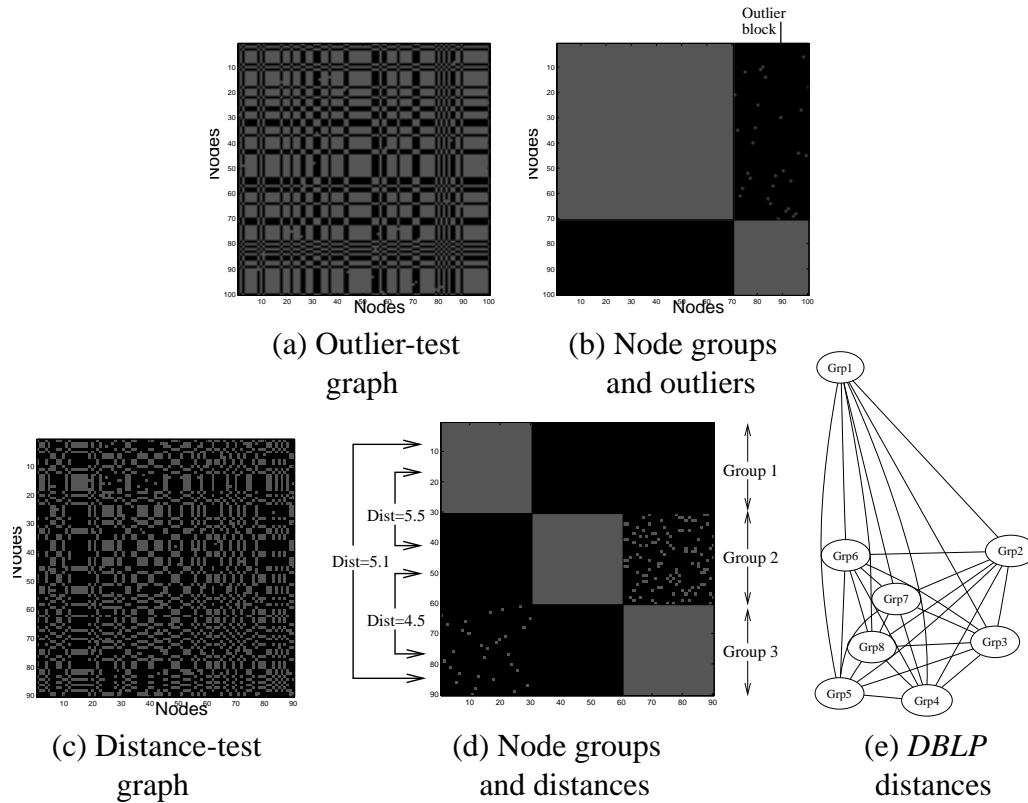 Outlier
block
Nodes
10
20
30
40
50
60
70
80
90
100
10 20 30 40 50 60 70 80 90 100
Nodes
(a) Outlier-test
graph
Nodes
10
20
30
40
50
60
70
80
90
100
10 20 30 40 50 60 70 80 90 100
Nodes
(b) Node groups
and outliers
Nodes
10
20
30
40
50
60
70
80
90
10 20 30 40 50 60 70 80 90
Nodes
(c) Distance-test
graph
Dist=5.5
Dist=5.1
Dist=4.5
10
20
30
40
50
60
70
80
90
10 20 30 40 50 60 70 80 90
Group 1
Group 2
Group 3
(d) Node groups
and distances
Grp1
Grp2
Grp6
Grp7
Grp8
Grp3
Grp5
Grp4
(e) DBLP
distances